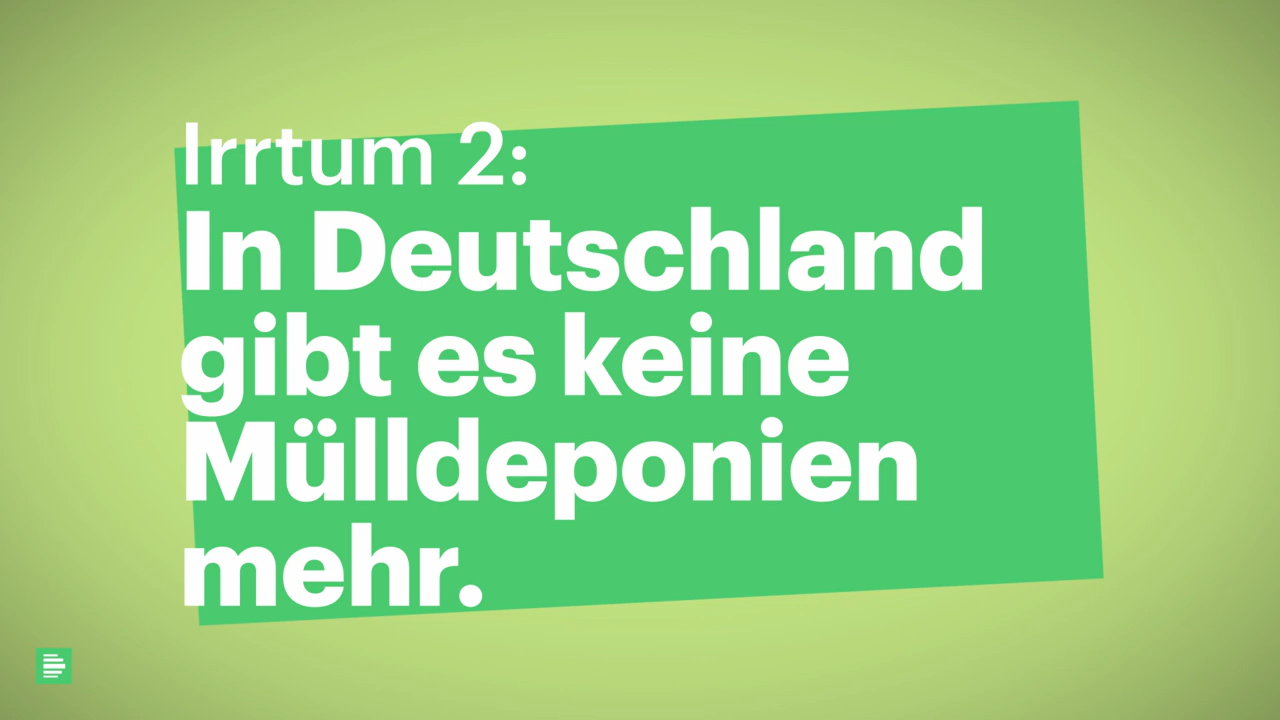 Irrtum 2:
In Deutschland
gibt es keine
Mülldeponien
mehr.